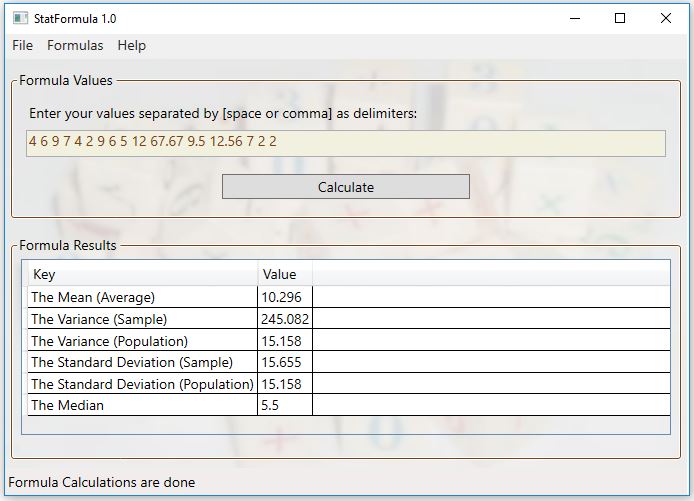 StatFormula 1.0
File Formulas Help
Formula Values
Enter your values separated by [space or comma] as delimiters:
4 6 9 7 4 2 9 6 5 12 67.67 9.5 12.56 7 2 2
Calculate
Formula Results
Key Value
The Mean (Average) 10.296
The Variance (Sample) 245.082
The Variance (Population) 15.158
The Standard Deviation (Sample) 15.655
The Standard Deviation (Population) 15.158
The Median 5.5
Formula Calculations are done